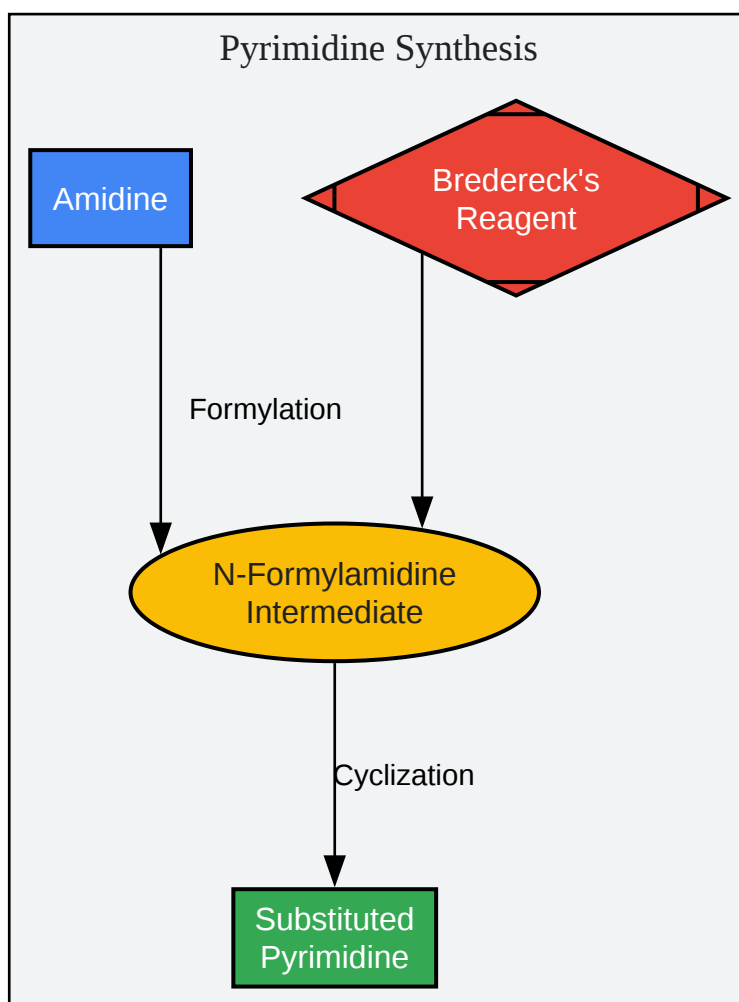 Pyrimidine Synthesis
Amidine
Bredereck's
Reagent
Formylation
N-Formylamidine
Intermediate
Cyclization
Substituted
Pyrimidine